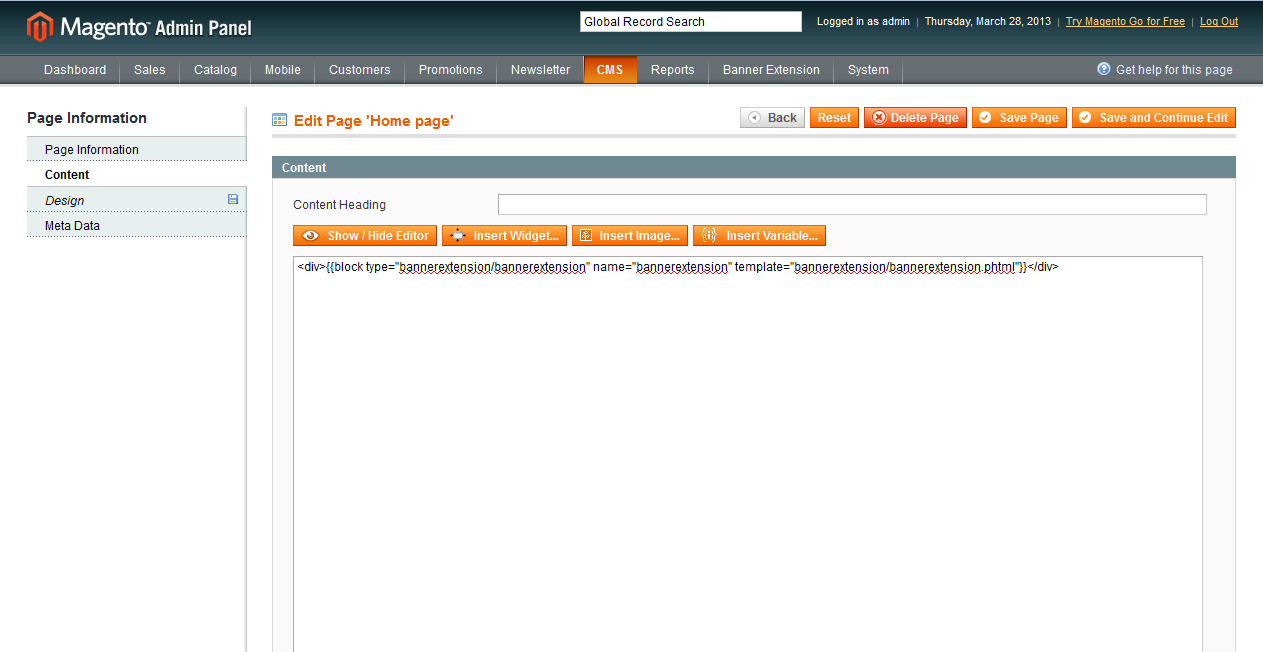 Magento™ Admin Panel
Global Record Search
Logged in as admin | Thursday, March 28, 2013 | Try Magento Go for Free | Log Out
Dashboard Sales Catalog Mobile Customers Promotions Newsletter CMS Reports Banner Extension System Get help for this page
Page Information
Page Information
Content
Design
Meta Data
Edit Page 'Home page'
Back Reset Delete Page Save Page Save and Continue Edit
Content
Content Heading
Show / Hide Editor Insert Widget... Insert Image... Insert Variable...
<div>{{block type="bannerextension/bannerextension" name="bannerextension" template="bannerextension/bannerextension.phtml"}}</div>